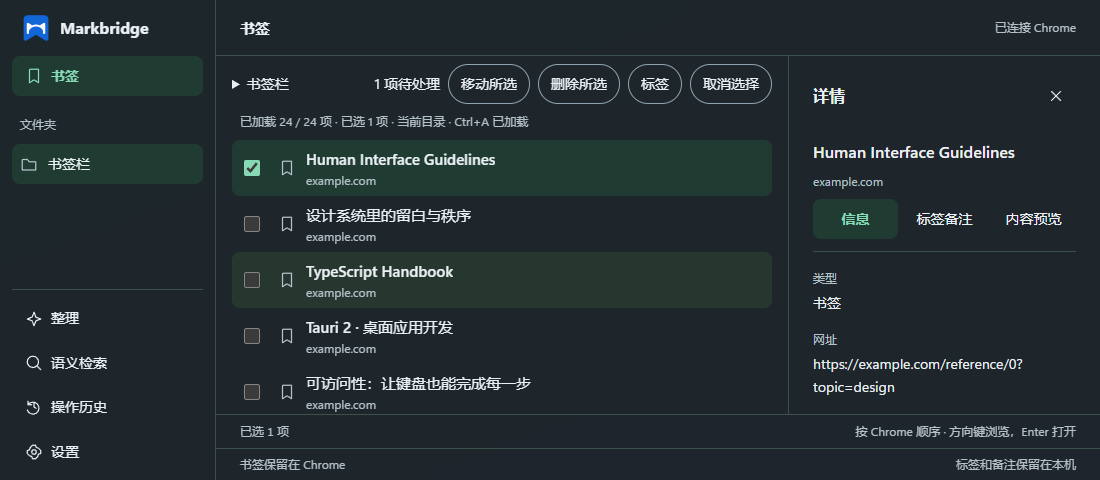 Markbridge
书签
已连接 Chrome
书签
文件夹
书签栏
整理
语义检索
操作历史
设置
书签栏
1 项待处理
移动所选
删除所选
标签
取消选择
已加载 24 / 24 项 · 已选 1 项 · 当前目录 · Ctrl+A 已加载
Human Interface Guidelines
example.com
设计系统里的留白与秩序
example.com
TypeScript Handbook
example.com
Tauri 2 · 桌面应用开发
example.com
可访问性：让键盘也能完成每一步
example.com
详情
Human Interface Guidelines
example.com
信息
标签备注
内容预览
类型
书签
网址
https://example.com/reference/0?
topic=design
已选 1 项
按 Chrome 顺序 · 方向键浏览，Enter 打开
书签保留在 Chrome
标签和备注保留在本机